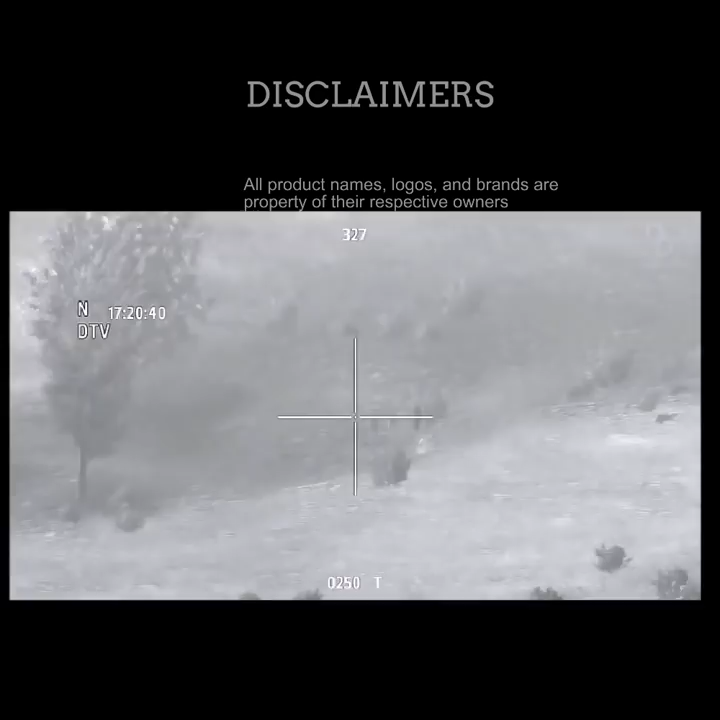 DISCLAIMERS
All product names, logos, and brands are
property of their respective owners
327
N 17:20:40
DTV
0250 T